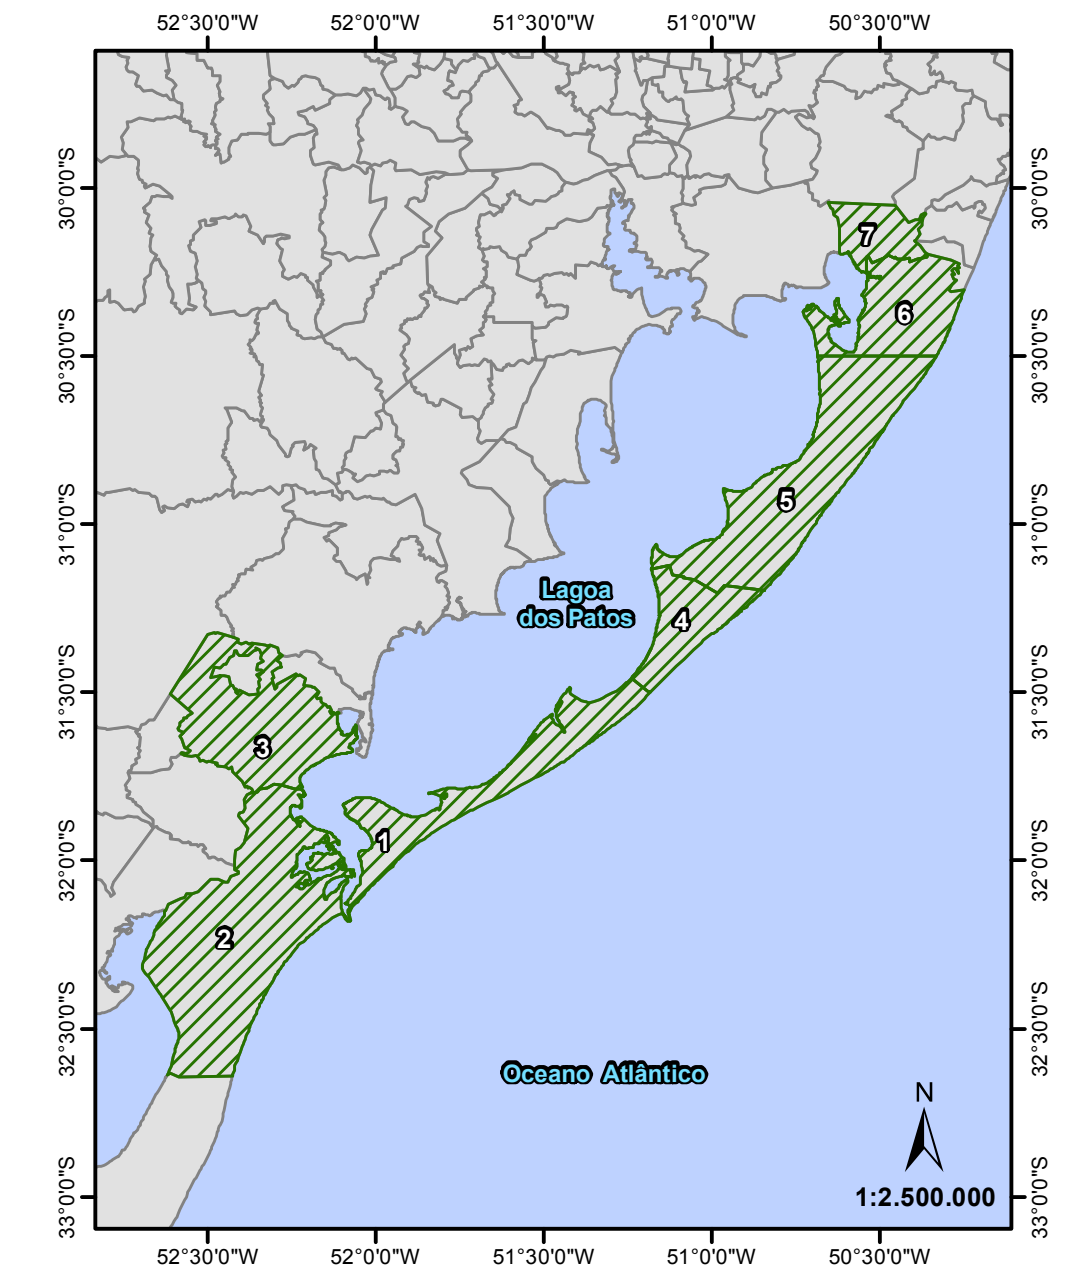 52°30'0"W 52°0'0"W 51°30'0"W 51°0'0"W 50°30'0"W
30°0'0"S 30°0'0"S
7
6
30°30'0"S 30°30'0"S
5
31°0'0"S 31°0'0"S
Lagoa
dos Patos
4
31°30'0"S 31°30'0"S
3
1
32°0'0"S 32°0'0"S
2
32°30'0"S 32°30'0"S
Oceano Atlântico
N
1:2.500.000
33°0'0"S 33°0'0"S
52°30'0"W 52°0'0"W 51°30'0"W 51°0'0"W 50°30'0"W